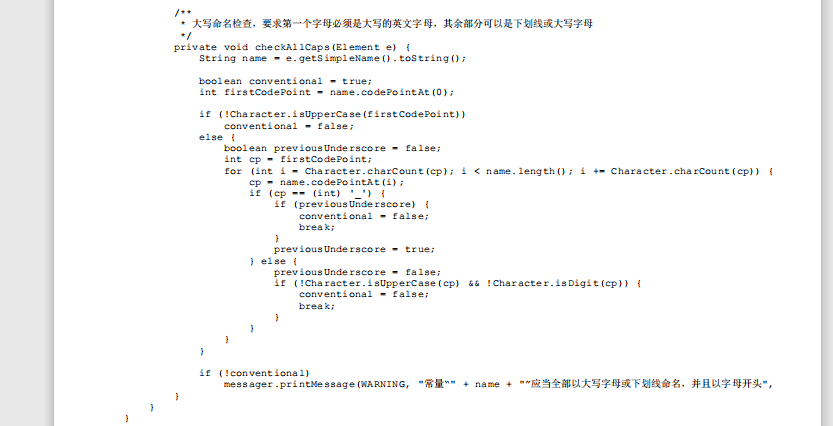 /**
* 大写命名检查，要求第一个字母必须是大写的英文字母，其余部分可以是下划线或大写字母
*/
private void checkAllCaps(Element e) {
String name = e.getSimpleName().toString();
boolean conventional = true;
int firstCodePoint = name.codePointAt(0);
if (!Character.isUpperCase(firstCodePoint))
conventional = false;
else {
boolean previousUnderscore = false;
int cp = firstCodePoint;
for (int i = Character.charCount(cp); i < name.length(); i += Character.charCount(cp)) {
cp = name.codePointAt(i);
if (cp == (int) '_') {
if (previousUnderscore) {
conventional = false;
break;
}
previousUnderscore = true;
} else {
previousUnderscore = false;
if (!Character.isUpperCase(cp) && !Character.isDigit(cp)) {
conventional = false;
break;
}
}
}
}
if (!conventional)
messager.printMessage(WARNING, "常量“" + name + "”应当全部以大写字母或下划线命名，并且以字母开头",
}
}
}